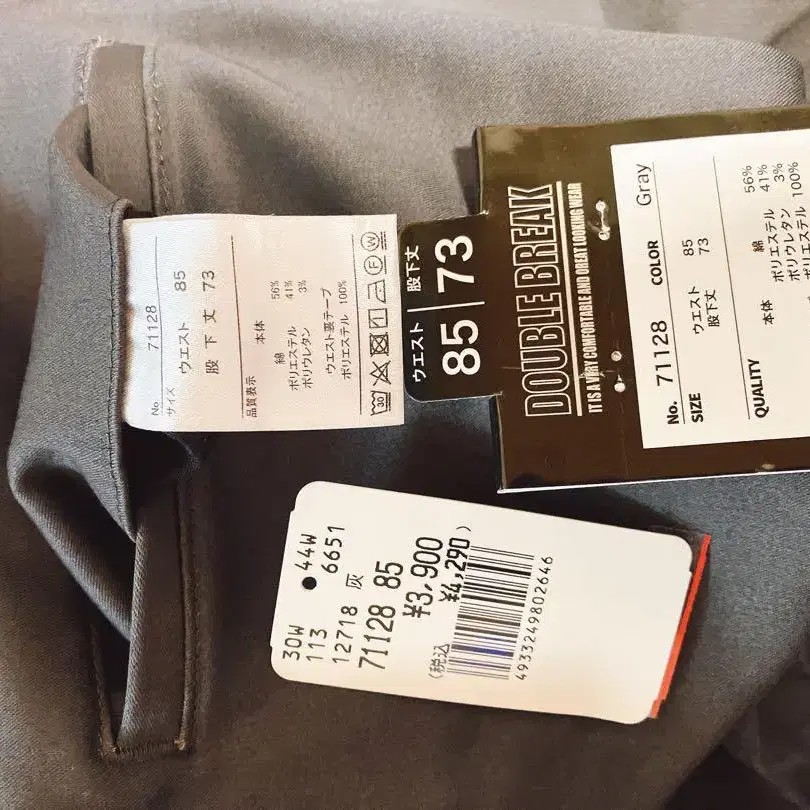 No. 71128
サイズ
ウエスト 85
股下丈 73
品質表示
本体
綿 56%
ポリエステル 41%
ポリウレタン 3%
ウエスト裏テープ
ポリエステル 100%
30
F
W
ウエスト 股下丈
85 73
DOUBLE BREAK
IT IS A VERY COMFORTABLE AND GREAT LOOKING WEAR
No. 71128 COLOR Gray
SIZE ウエスト 85
股下丈 73
QUALITY 本体
綿 56%
ポリエステル 41%
ポリウレタン 3%
100%
30W 44W
113 6651
12718 灰
71128 85
¥3,900
(税込 ¥4,290)
4933249802646